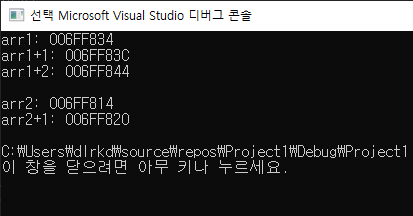 선택 Microsoft Visual Studio 디버그 콘솔
arr1: 006FF834
arr1+1: 006FF83C
arr1+2: 006FF844
arr2: 006FF814
arr2+1: 006FF820
C:₩Users₩dlrkd₩source₩repos₩Project1₩Debug₩Project1
이 창을 닫으려면 아무 키나 누르세요.